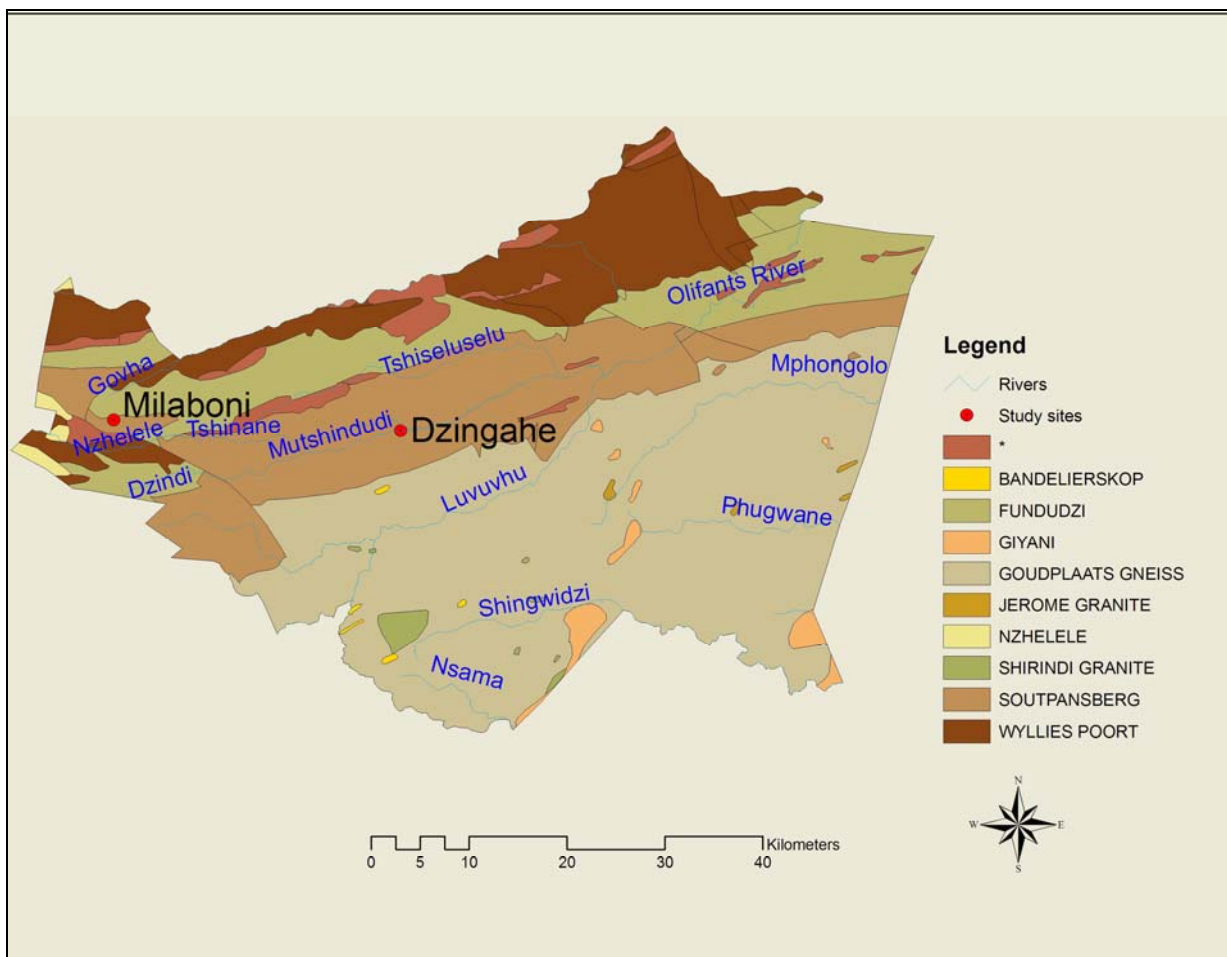 Olifants River
Tshiseluselu
Mphongolo
Govha
Milaboni
Nzhelele
Tshinane
Mutshindudi
Dzingahe
Dzindi
Luvuvhu
Phugwane
Shingwidzi
Nsama
Legend
Rivers
Study sites
*
BANDELIERSKOP
FUNDUDZI
GIYANI
GOUDPLAATS GNEISS
JEROME GRANITE
NZHELELE
SHIRINDI GRANITE
SOUTPANSBERG
WYLLIES POORT
N
W E
S
Kilometers
0 5 10 20 30 40